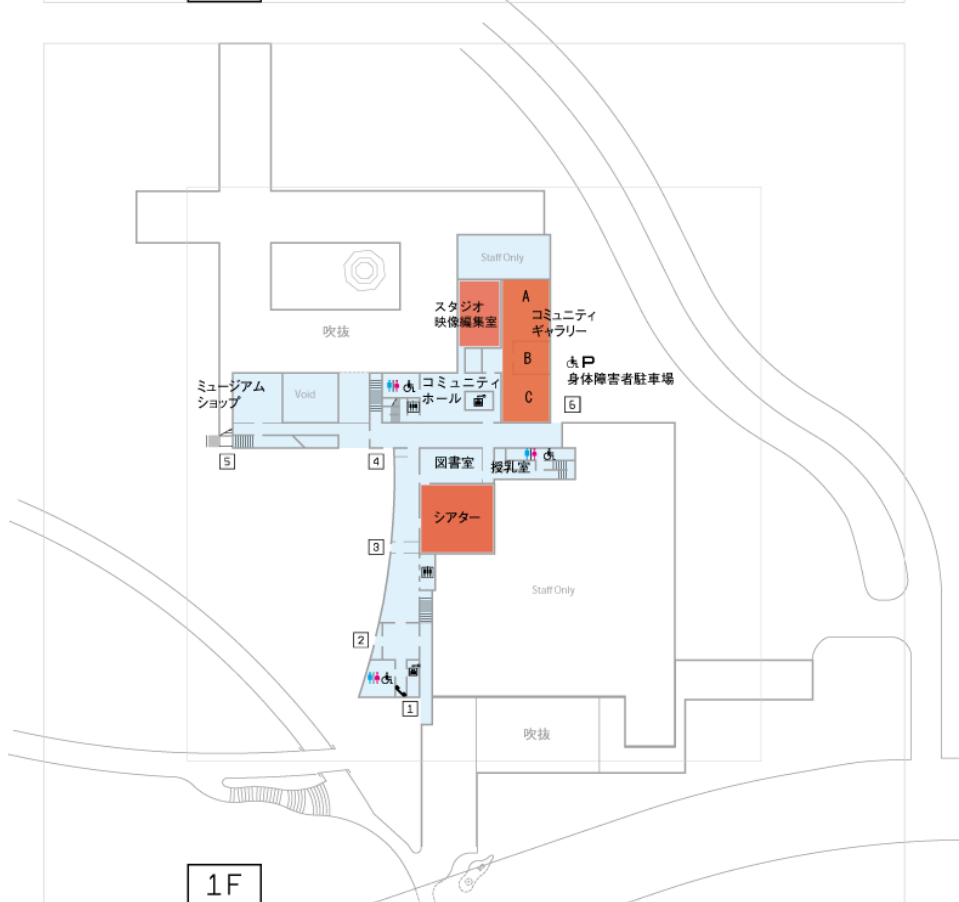 Staff Only
A
スタジオ
映像編集室
コミュニティ
ギャラリー
吹抜
B
P
身体障害者駐車場
ミュージアム
ショップ
Void
コミュニティ
ホール
C
6
5
4
図書室
授乳室
シアター
3
Staff Only
2
1
吹抜
1F